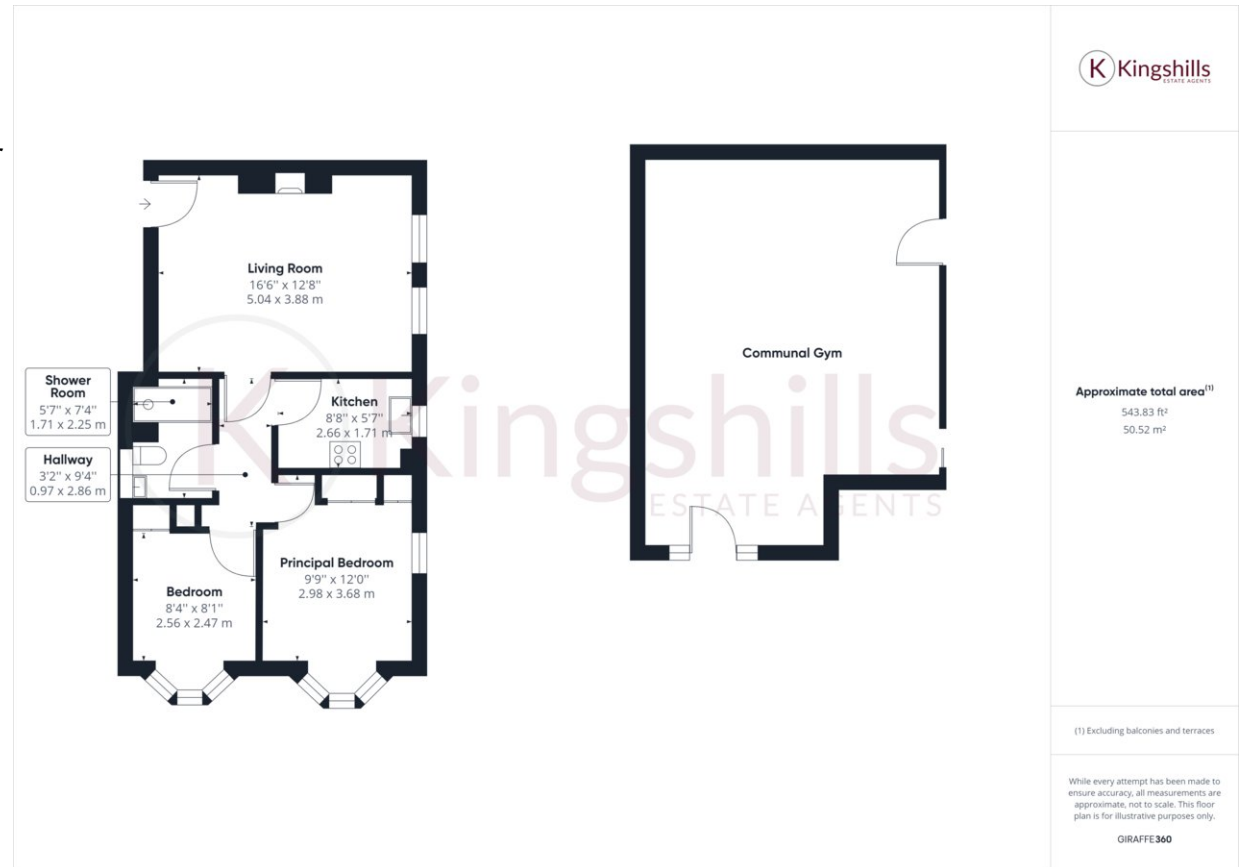 Living Room
16'6" x 12'8"
5.04 x 3.88 m
Shower
Room
5'7" x 7'4"
1.71 x 2.25 m
Kitchen
8'8" x 5'7"
2.66 x 1.71 m
Hallway
3'2" x 9'4"
0.97 x 2.86 m
Principal Bedroom
9'9" x 12'0"
2.98 x 3.68 m
Bedroom
8'4" x 8'1"
2.56 x 2.47 m
Communal Gym
K Kingshills
ESTATE AGENTS
K Kingshills
ESTATE AGENTS
Approximate total area(1)
543.83 ft²
50.52 m²
(1) Excluding balconies and terraces
While every attempt has been made to
ensure accuracy, all measurements are
approximate, not to scale. This floor
plan is for illustrative purposes only.
GIRAFFE360